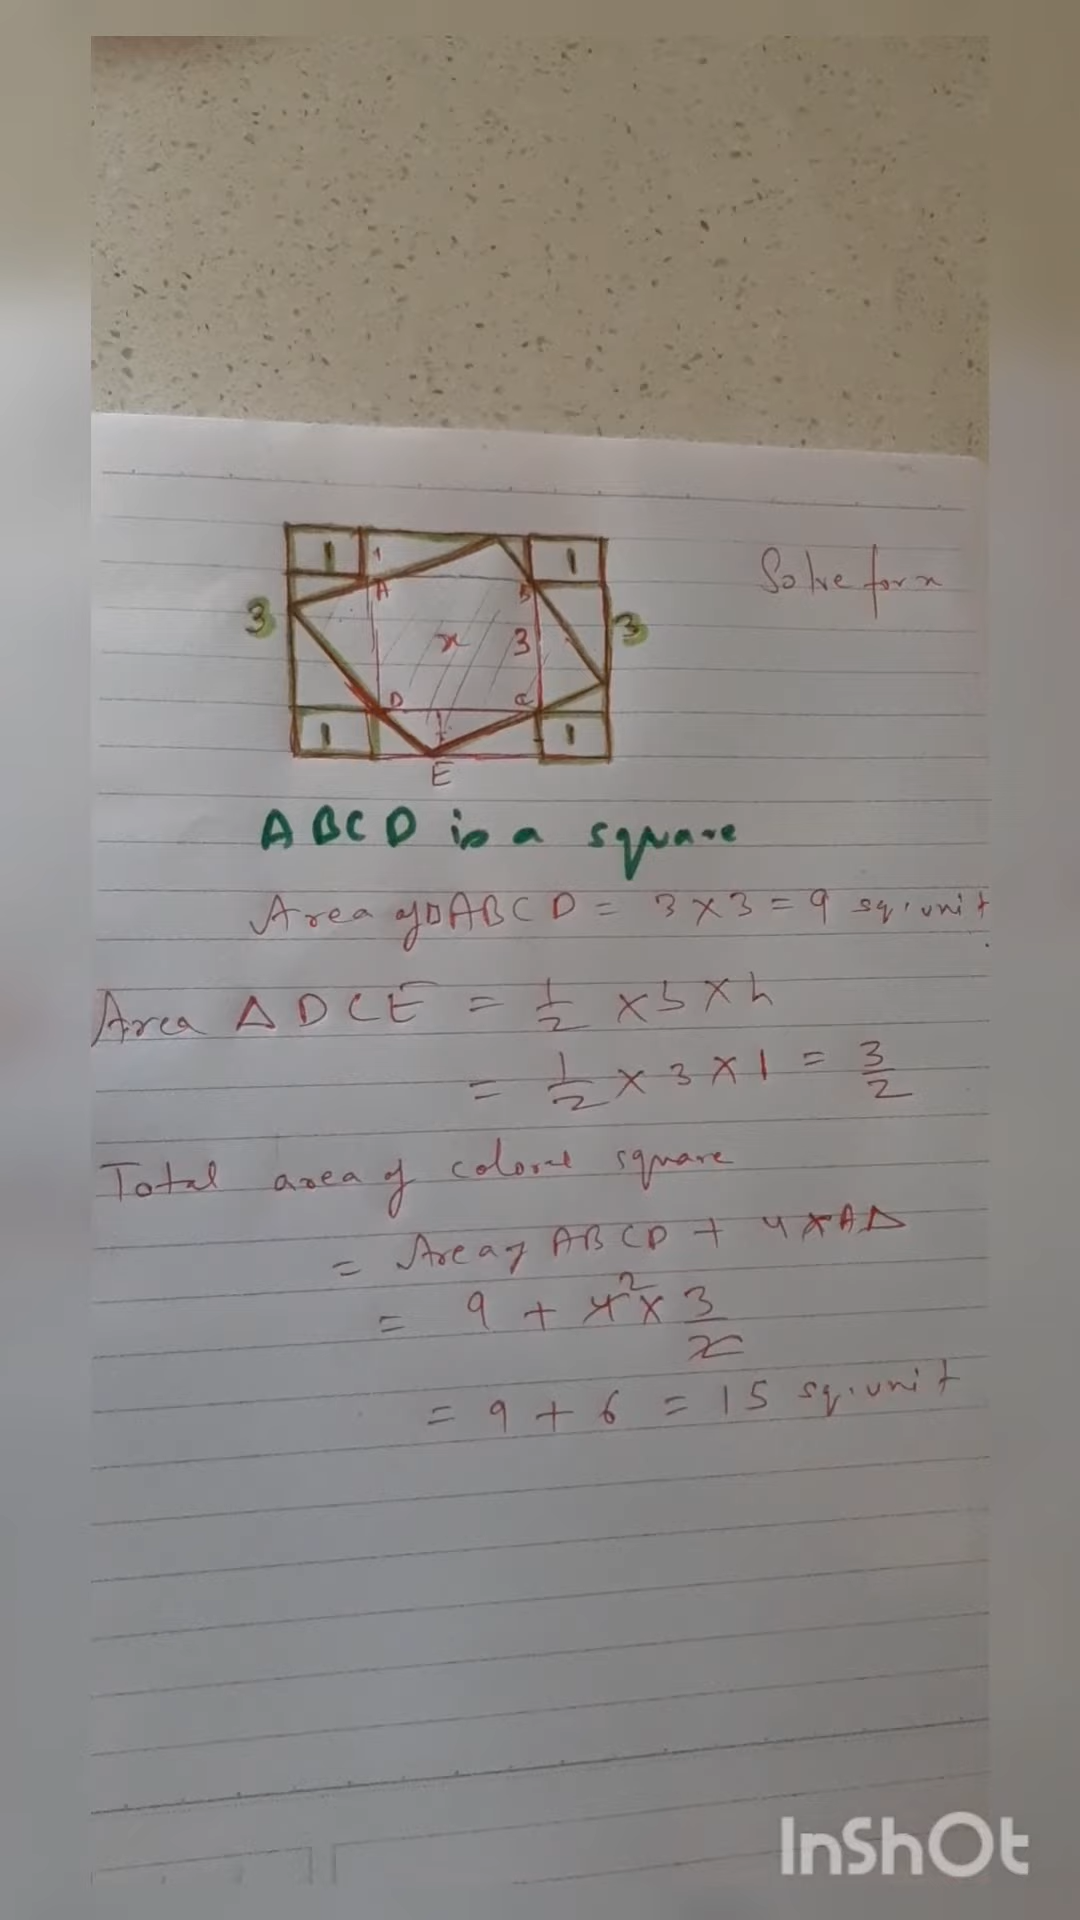 1 1 1
Solve for x
3 A B 3
x 3
D C
1 1 1
E
ABCD is a square
Area of □ABCD = 3 × 3 = 9 sq. unit
Area △DCE = 1/2 × b × h
= 1/2 × 3 × 1 = 3/2
Total area of colored square
= Area of ABCD + 4 × A△
= 9 + 4 2 × 3/2
= 9 + 6 = 15 sq. unit
InShOt